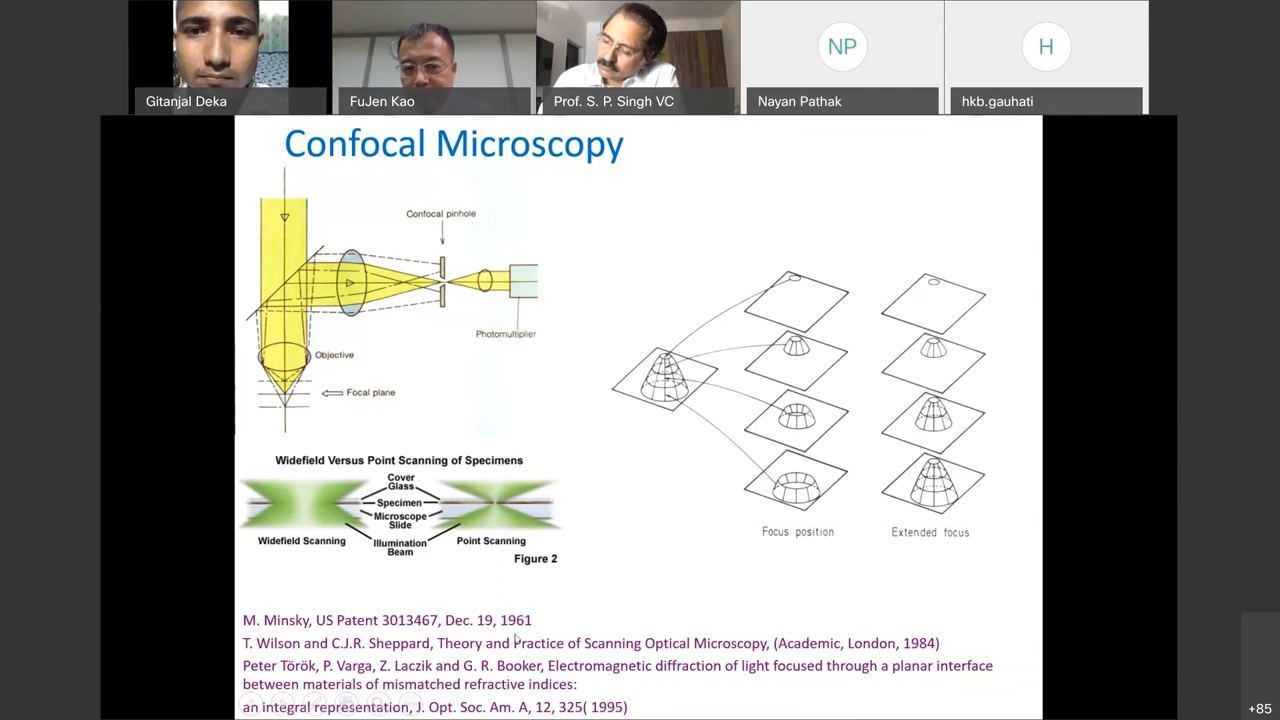 NP
H
Gitanjal Deka
FuJen Kao
Prof. S. P. Singh VC
Nayan Pathak
hkb.gauhati
Confocal Microscopy
Confocal pinhole
Photomultiplier
Objective
Focal plane
Widefield Versus Point Scanning of Specimens
Cover
Glass
Specimen
Microscope
Slide
Widefield Scanning
Illumination
Beam
Point Scanning
Figure 2
Focus position
Extended focus
M. Minsky, US Patent 3013467, Dec. 19, 1961
T. Wilson and C.J.R. Sheppard, Theory and Practice of Scanning Optical Microscopy, (Academic, London, 1984)
Peter Török, P. Varga, Z. Laczik and G. R. Booker, Electromagnetic diffraction of light focused through a planar interface
between materials of mismatched refractive indices:
an integral representation, J. Opt. Soc. Am. A, 12, 325( 1995)
+85